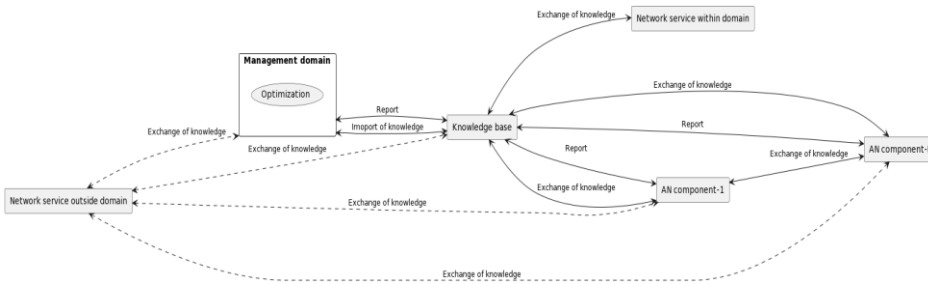 Exchange of knowledge
Network service within domain
Management domain
Optimization
Exchange of knowledge
Report
Imoport of knowledge
Knowledge base
Report
Exchange of knowledge
Exchange of knowledge
Report
Exchange of knowledge
AN component-
Exchange of knowledge
AN component-1
Network service outside domain
Exchange of knowledge
Exchange of knowledge